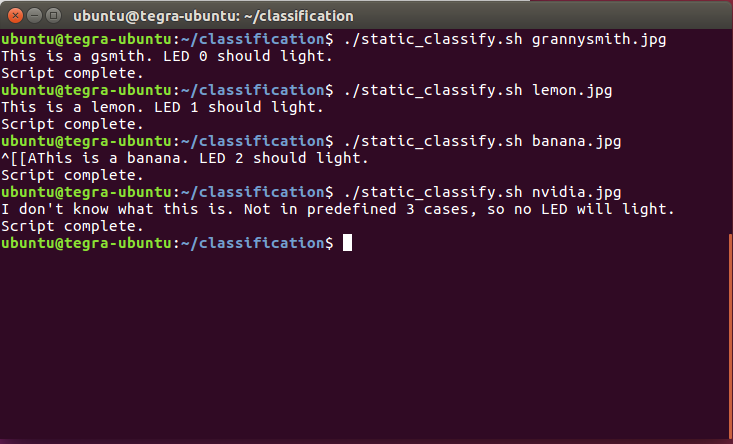 ubuntu@tegra-ubuntu: ~/classification
ubuntu@tegra-ubuntu:~/classification$ ./static_classify.sh grannysmith.jpg
This is a gsmith. LED 0 should light.
Script complete.
ubuntu@tegra-ubuntu:~/classification$ ./static_classify.sh lemon.jpg
This is a lemon. LED 1 should light.
Script complete.
ubuntu@tegra-ubuntu:~/classification$ ./static_classify.sh banana.jpg
^[[AThis is a banana. LED 2 should light.
Script complete.
ubuntu@tegra-ubuntu:~/classification$ ./static_classify.sh nvidia.jpg
I don't know what this is. Not in predefined 3 cases, so no LED will light.
Script complete.
ubuntu@tegra-ubuntu:~/classification$